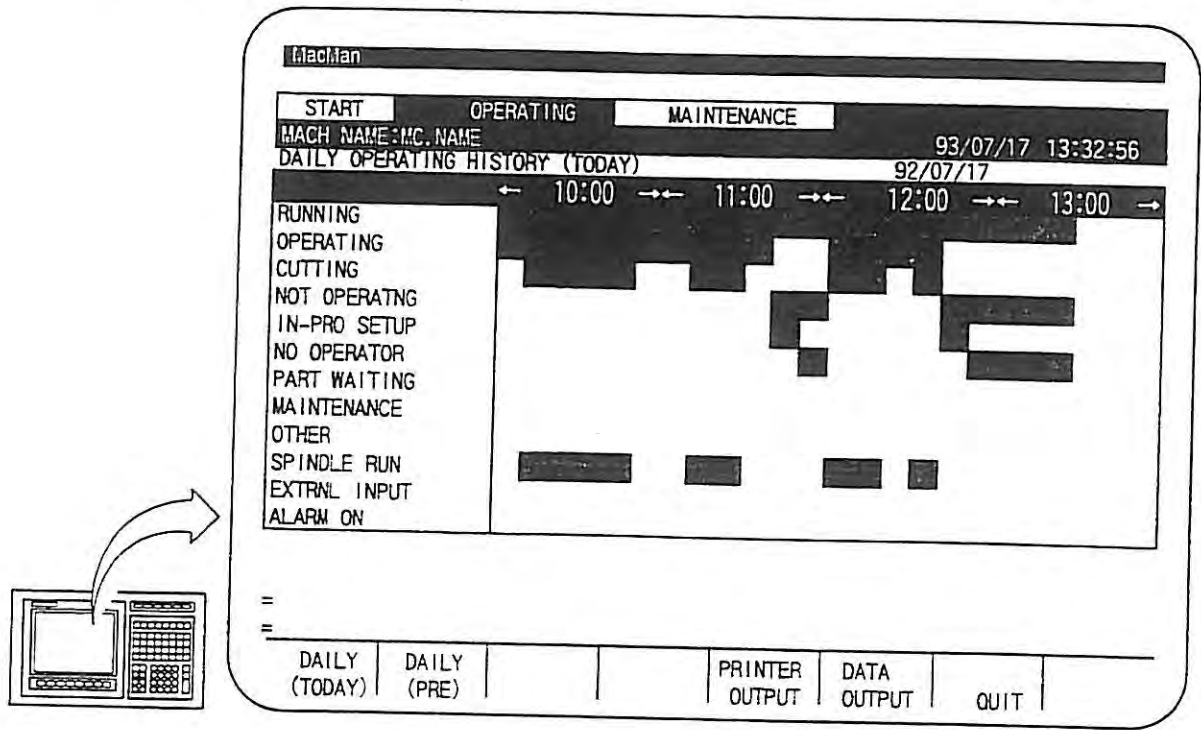 MacMan
START OPERATING MAINTENANCE
MACH NAME:MC.NAME 93/07/17 13:32:56
DAILY OPERATING HISTORY (TODAY) 92/07/17
← 10:00 →← 11:00 →← 12:00 →← 13:00 →
RUNNING
OPERATING
CUTTING
NOT OPERATNG
IN-PRO SETUP
NO OPERATOR
PART WAITING
MAINTENANCE
OTHER
SPINDLE RUN
EXTRNL INPUT
ALARM ON
=
=
DAILY (TODAY)
DAILY (PRE)
PRINTER OUTPUT
DATA OUTPUT
QUIT